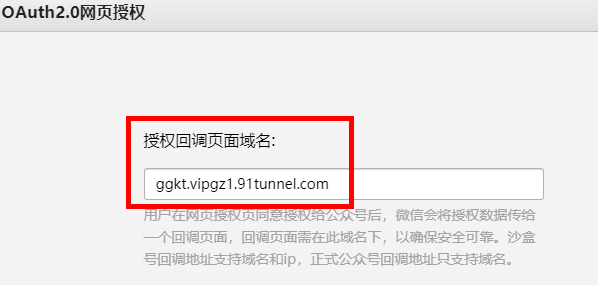 OAuth2.0网页授权
授权回调页面域名:
ggkt.vipgz1.91tunnel.com
用户在网页授权页同意授权给公众号后，微信会将授权数据传给
一个回调页面，回调页面需在此域名下，以确保安全可靠。沙盒
号回调地址支持域名和ip，正式公众号回调地址只支持域名。